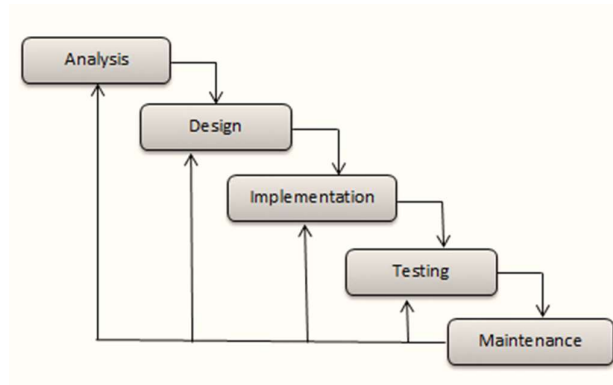 Analysis
Design
Implementation
Testing
Maintenance